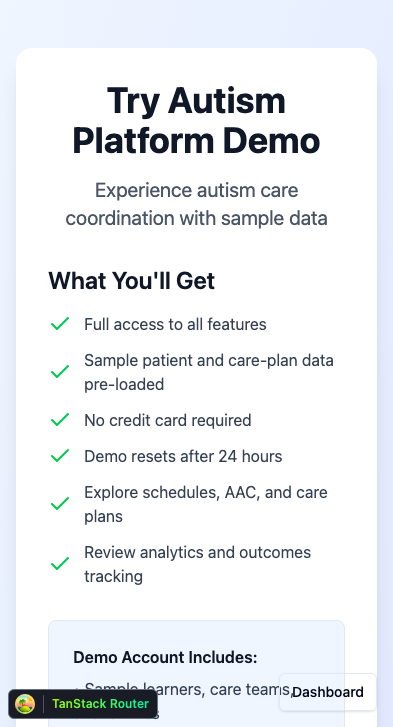 Try Autism
Platform Demo
Experience autism care
coordination with sample data
What You'll Get
Full access to all features
Sample patient and care-plan data
pre-loaded
No credit card required
Demo resets after 24 hours
Explore schedules, AAC, and care
plans
Review analytics and outcomes
tracking
Demo Account Includes:
Sample learners, care teams,
Dashboard
TanStack Router